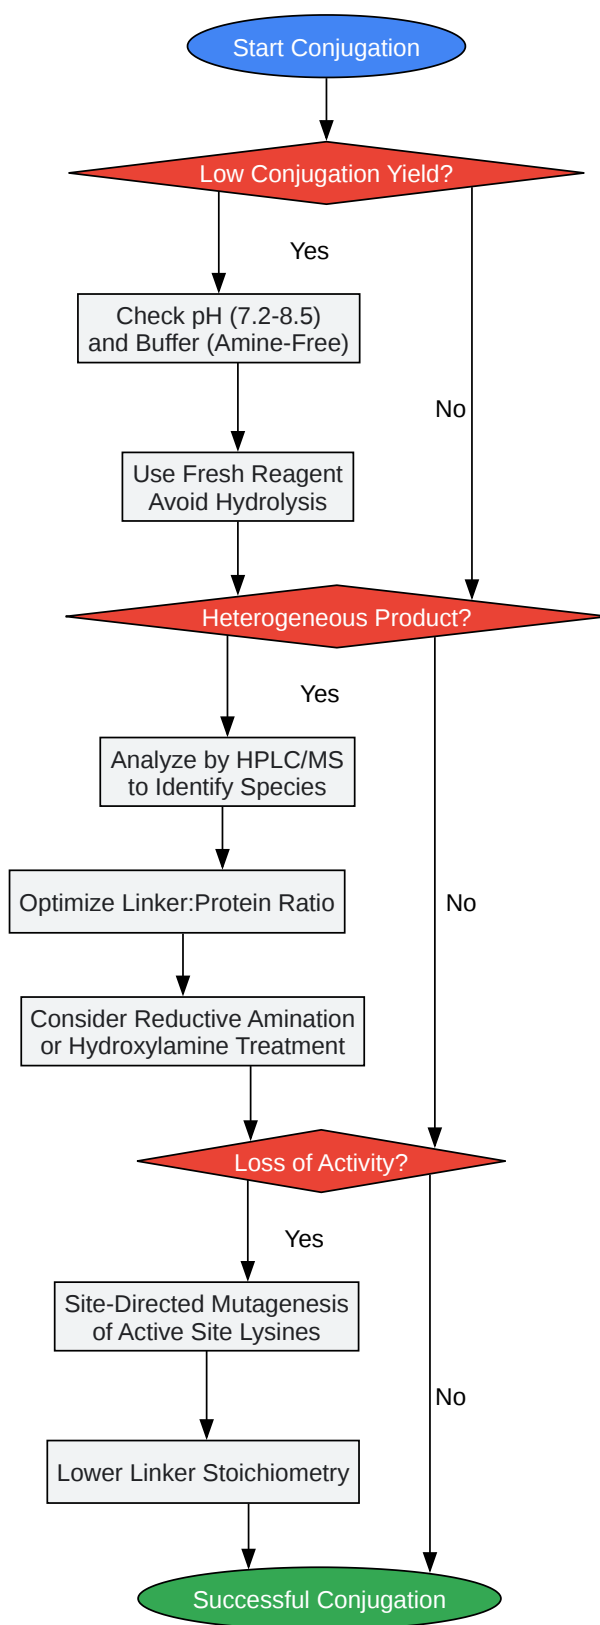 Start Conjugation
Low Conjugation Yield?
Yes
Check pH (7.2-8.5)
and Buffer (Amine-Free)
No
Use Fresh Reagent
Avoid Hydrolysis
Heterogeneous Product?
Yes
Analyze by HPLC/MS
to Identify Species
Optimize Linker:Protein Ratio
No
Consider Reductive Amination
or Hydroxylamine Treatment
Loss of Activity?
Yes
Site-Directed Mutagenesis
of Active Site Lysines
No
Lower Linker Stoichiometry
Successful Conjugation